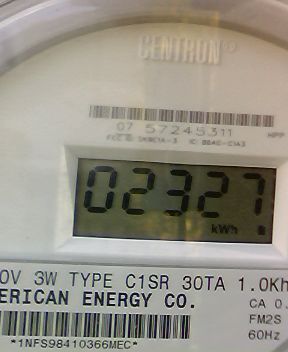 CENTRON®
07 57245311
02327
kWh
0V 3W TYPE C1SR 30TA 1.0Kh
ERICAN ENERGY CO.
CA 0.
FM2S
60Hz
*1NFS98410366MEC*